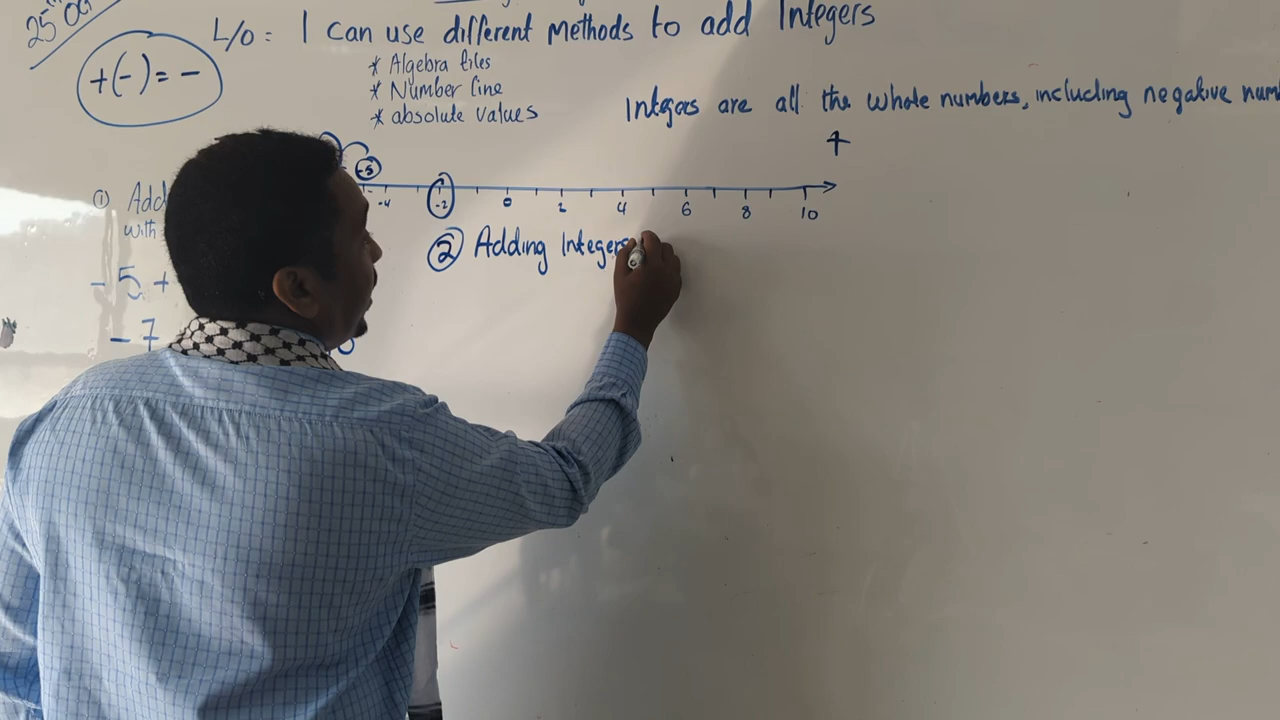 25th Oct
L/O = I can use different Methods to add Integers
+(-) = -
* Algebra tiles
* Number line
* absolute values
Integers are all the whole numbers, including negative num
+
-5
-4 -2 0 2 4 6 8 10
① Add
with
② Adding Integers
- 5 +
- 7